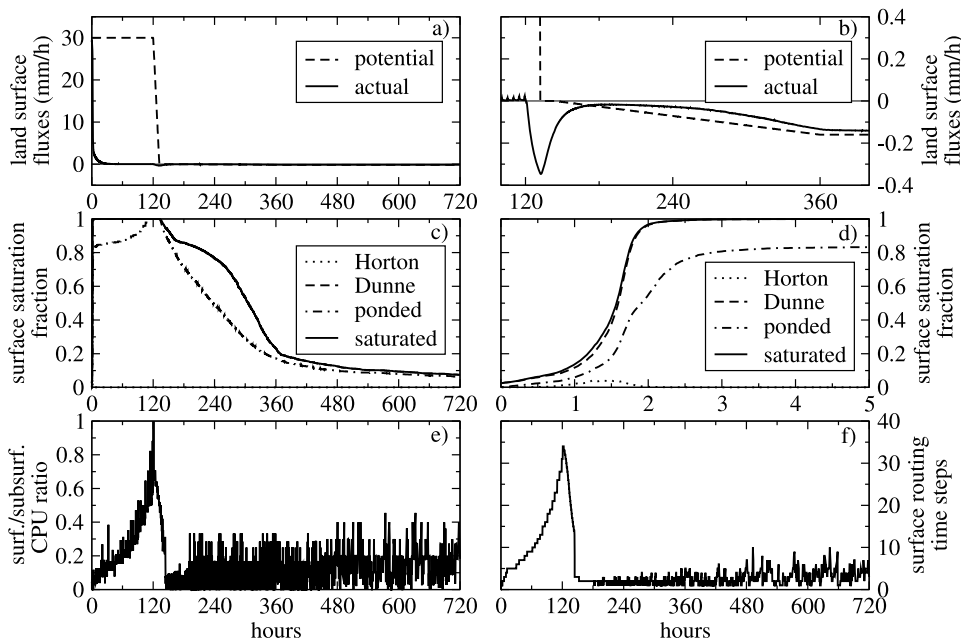 a)
land surface
fluxes (mm/h)
30
20
10
0
potential
actual
0 120 240 360 480 600 720
b)
0.4
0.2
0
-0.2
-0.4
land surface
fluxes (mm/h)
potential
actual
120 240 360
c)
surface saturation
fraction
1
0.8
0.6
0.4
0.2
0
Horton
Dunne
ponded
saturated
0 120 240 360 480 600 720
d)
1
0.8
0.6
0.4
0.2
0
surface saturation
fraction
Horton
Dunne
ponded
saturated
0 1 2 3 4 5
e)
surf./subsurf.
CPU ratio
1
0.8
0.6
0.4
0.2
0
0 120 240 360 480 600 720
hours
f)
40
30
20
10
0
surface routing
time steps
0 120 240 360 480 600 720
hours